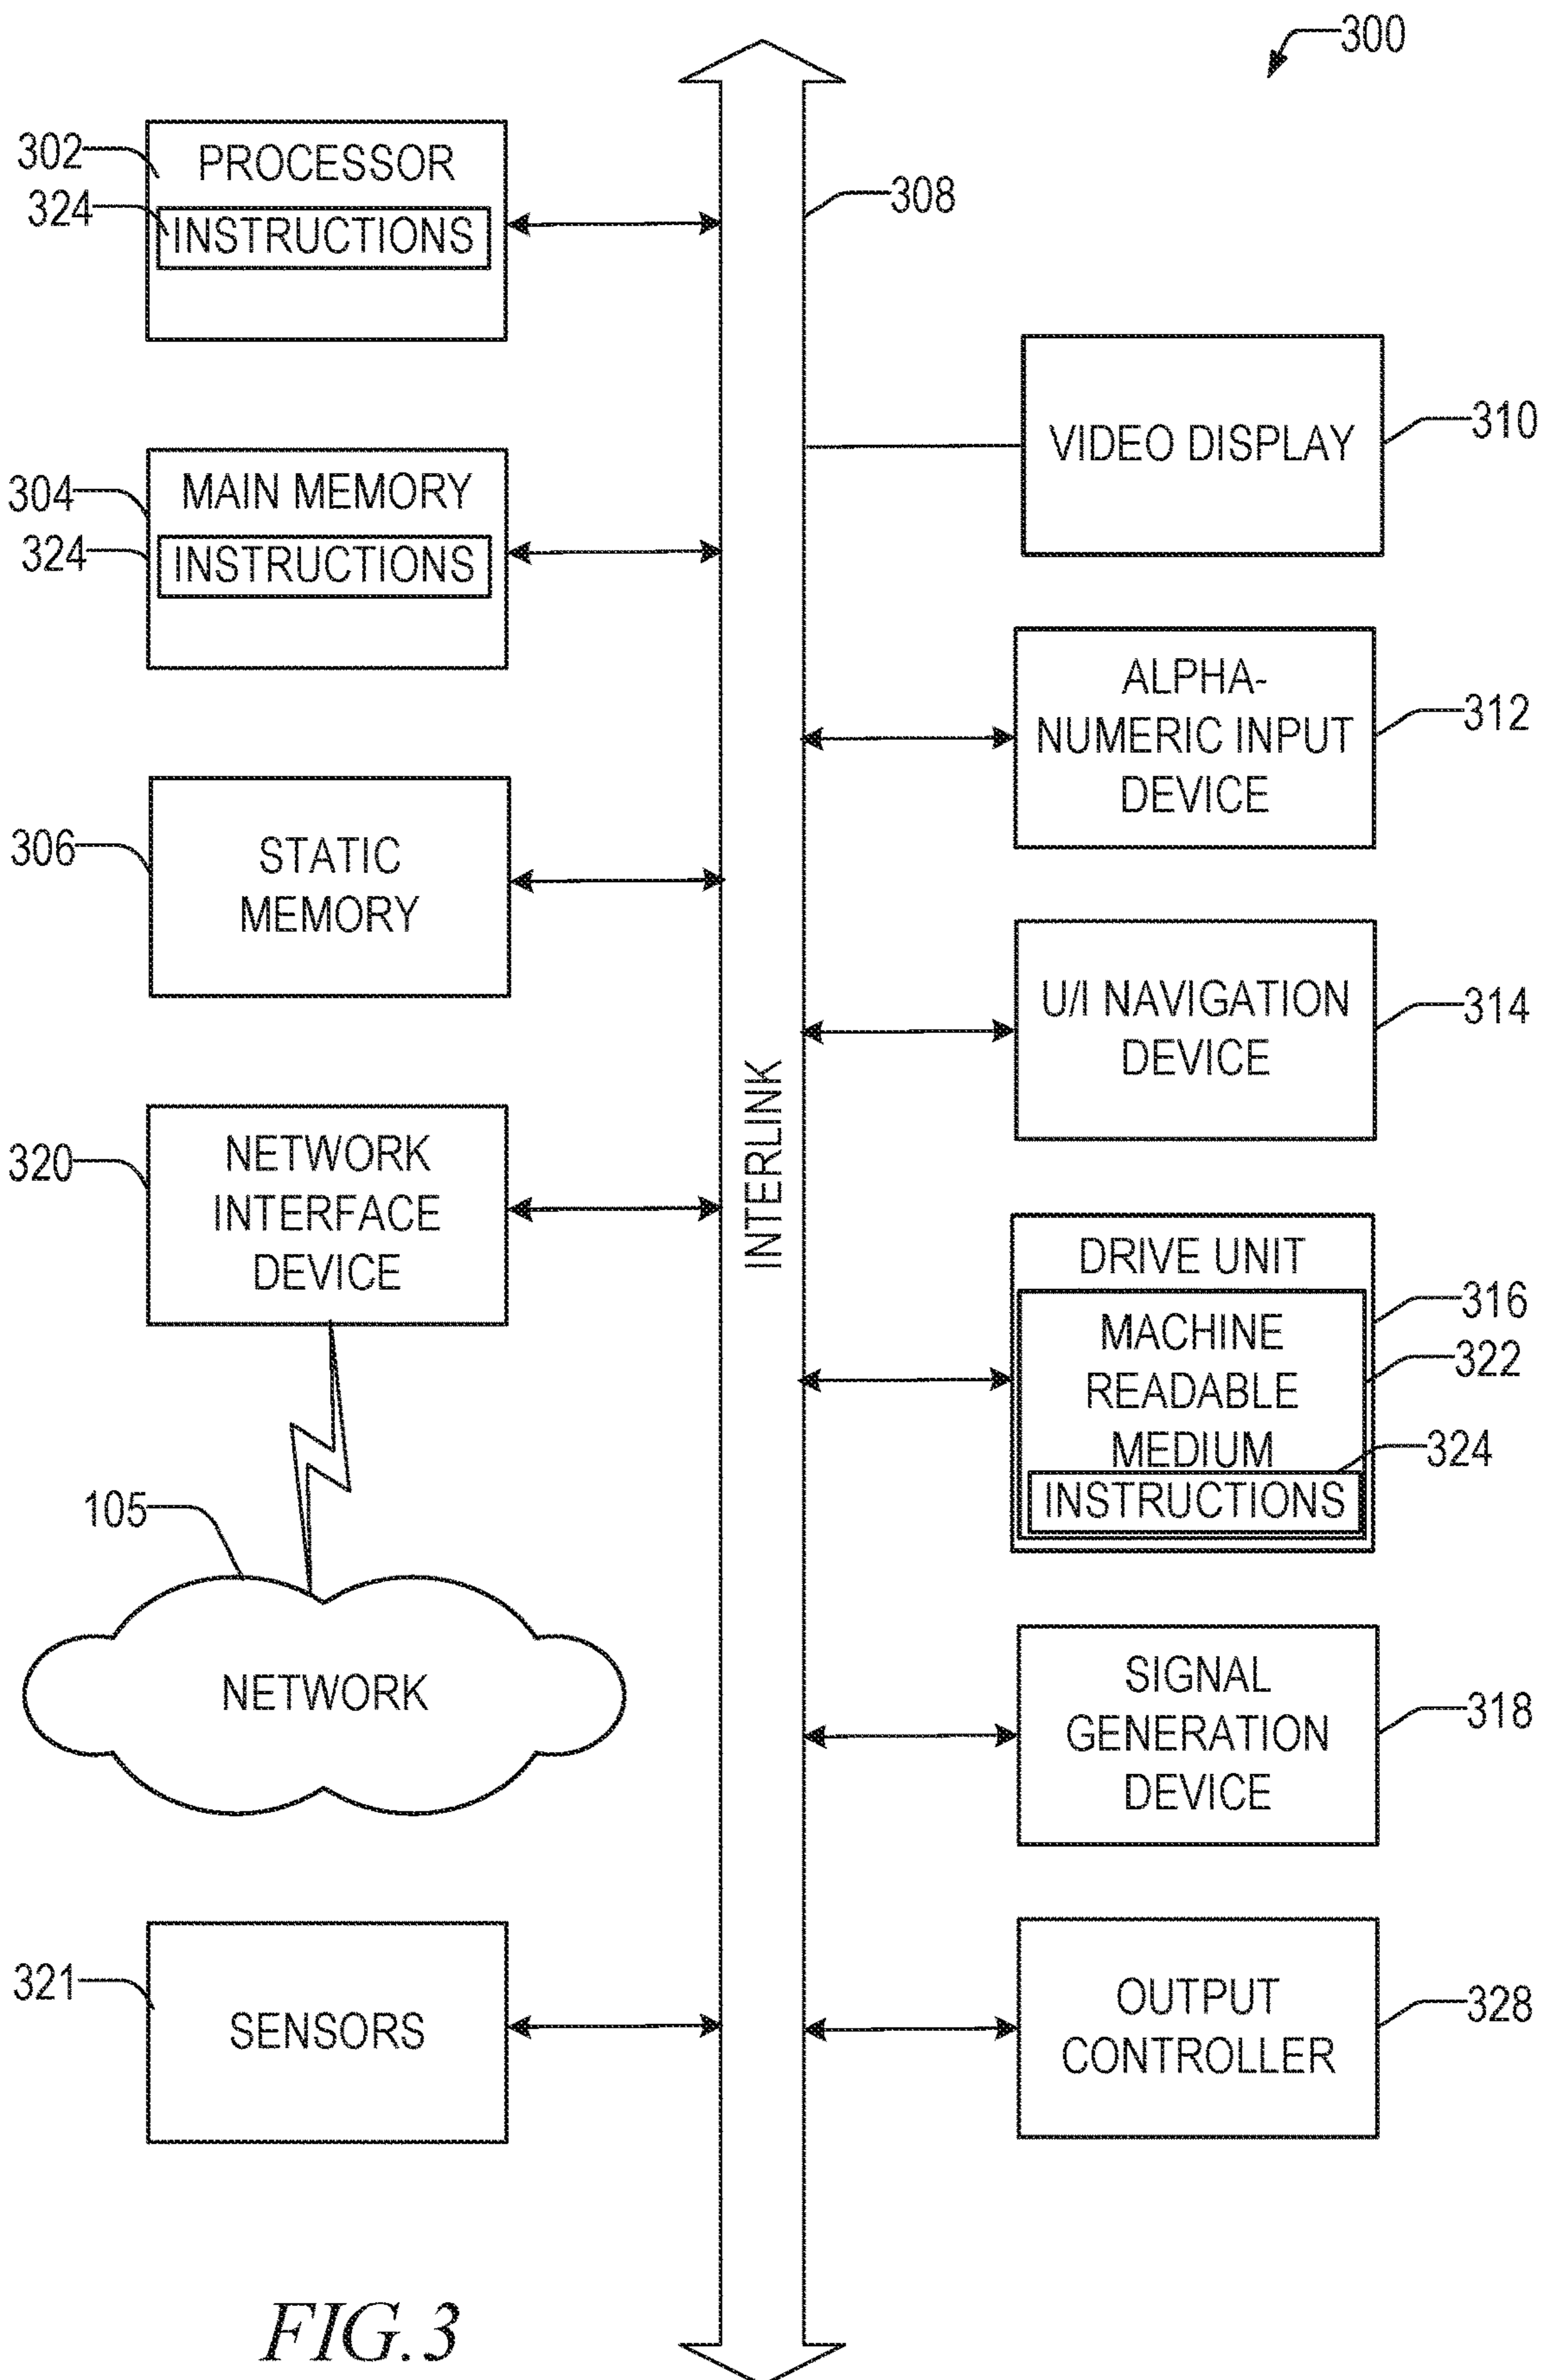 300
302
PROCESSOR
324
INSTRUCTIONS
308
310
VIDEO DISPLAY
304
MAIN MEMORY
324
INSTRUCTIONS
312
ALPHA-
NUMERIC INPUT
DEVICE
306
STATIC
MEMORY
314
U/I NAVIGATION
DEVICE
INTERLINK
320
NETWORK
INTERFACE
DEVICE
DRIVE UNIT
316
MACHINE
READABLE
MEDIUM
322
324
INSTRUCTIONS
105
NETWORK
SIGNAL
GENERATION
DEVICE
318
321
SENSORS
OUTPUT
CONTROLLER
328
FIG. 3